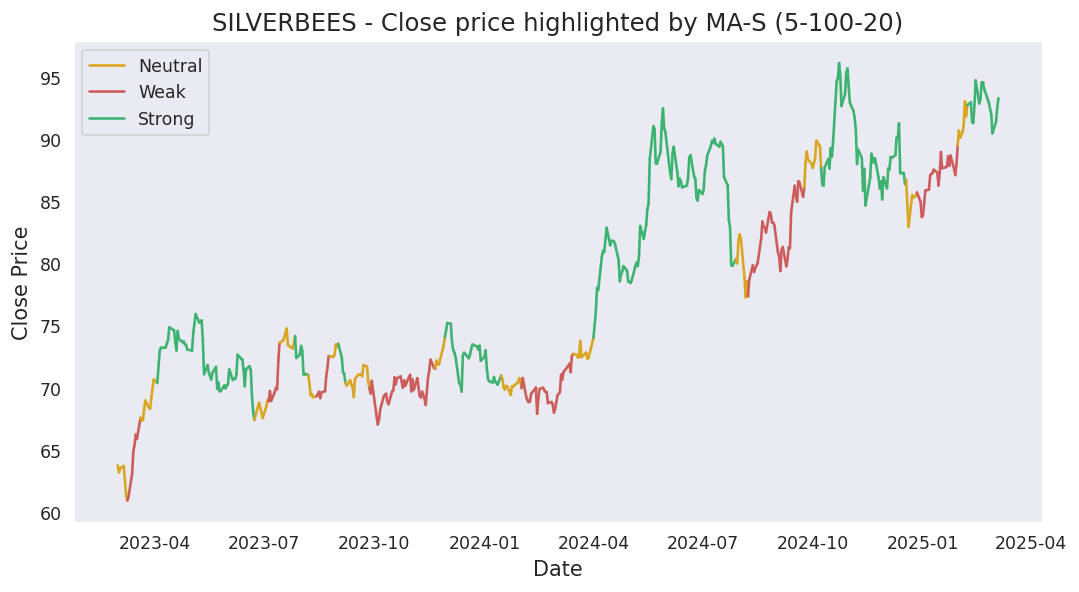 SILVERBEES - Close price highlighted by MA-S (5-100-20)
Neutral
Weak
Strong
Close Price
95
90
85
80
75
70
65
60
2023-04 2023-07 2023-10 2024-01 2024-04 2024-07 2024-10 2025-01 2025-04
Date